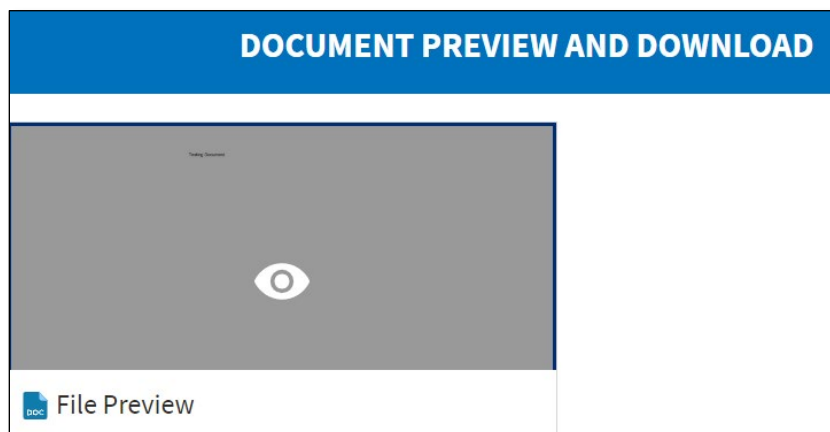 DOCUMENT PREVIEW AND DOWNLOAD
Testing Document
DOC
File Preview